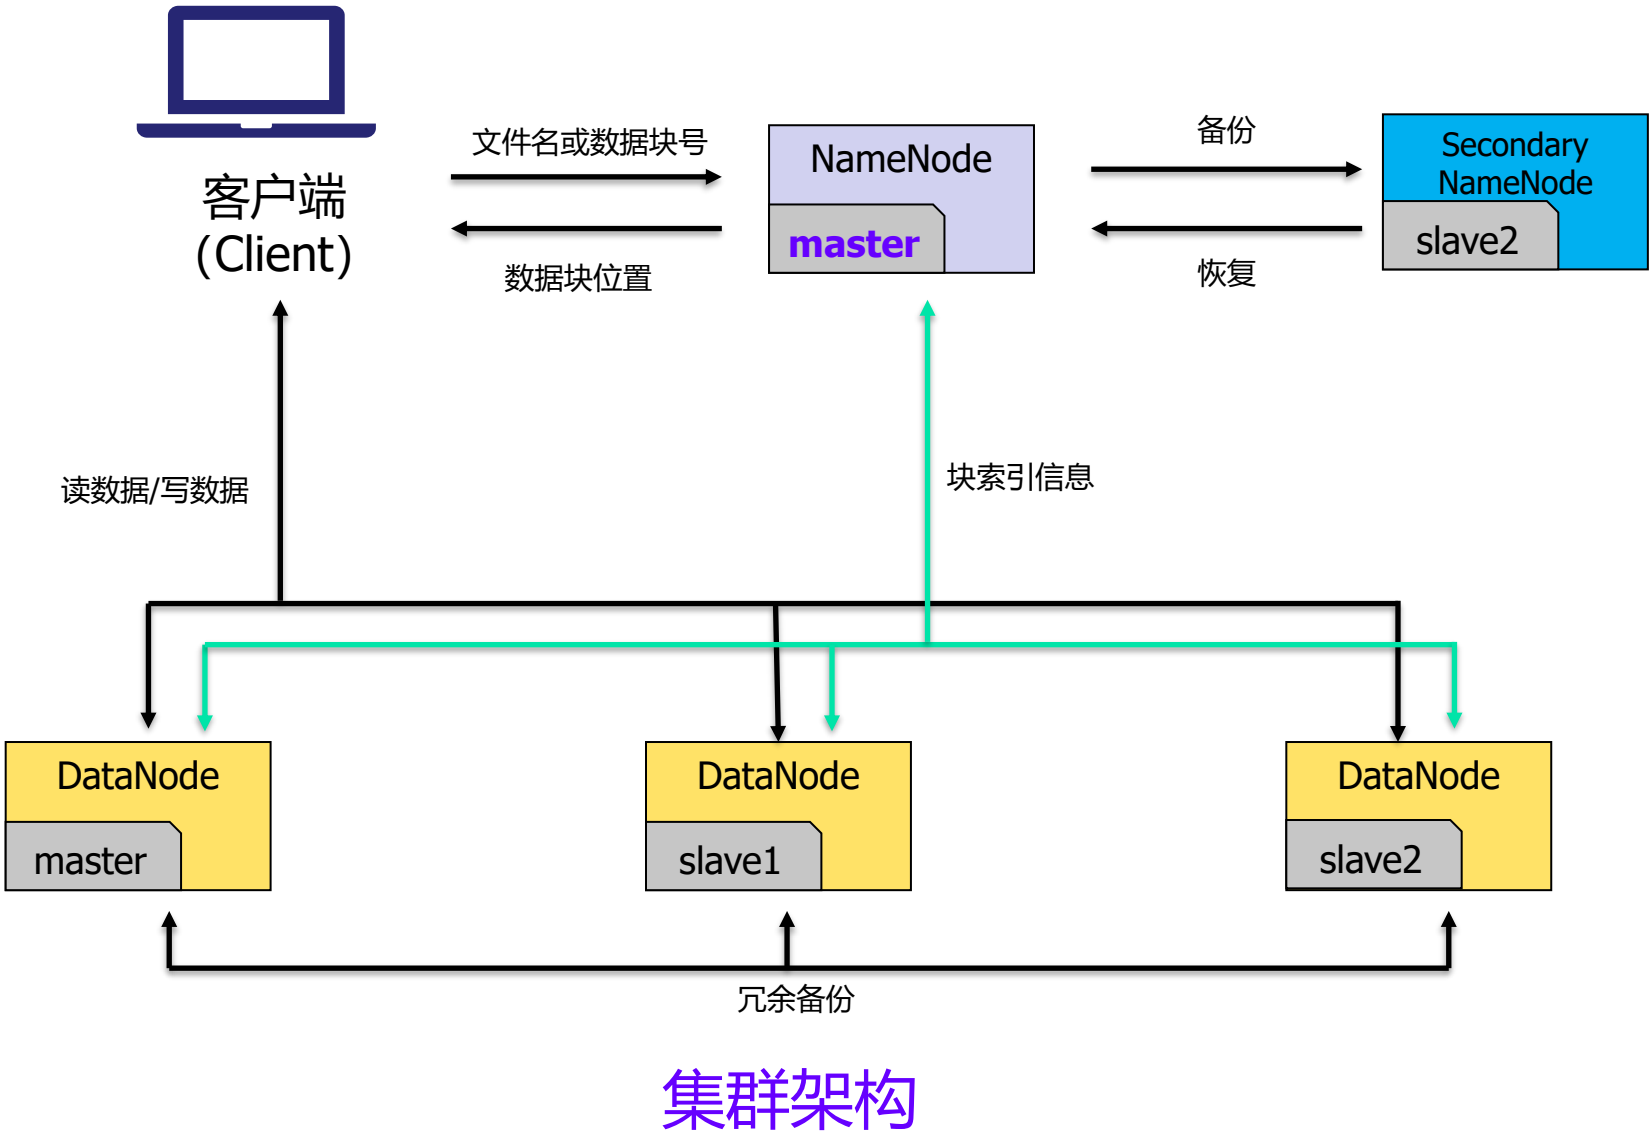 文件名或数据块号
备份
NameNode
Secondary
NameNode
客户端
(Client)
master
slave2
数据块位置
恢复
读数据/写数据
块索引信息
DataNode
DataNode
DataNode
master
slave1
slave2
冗余备份
集群架构